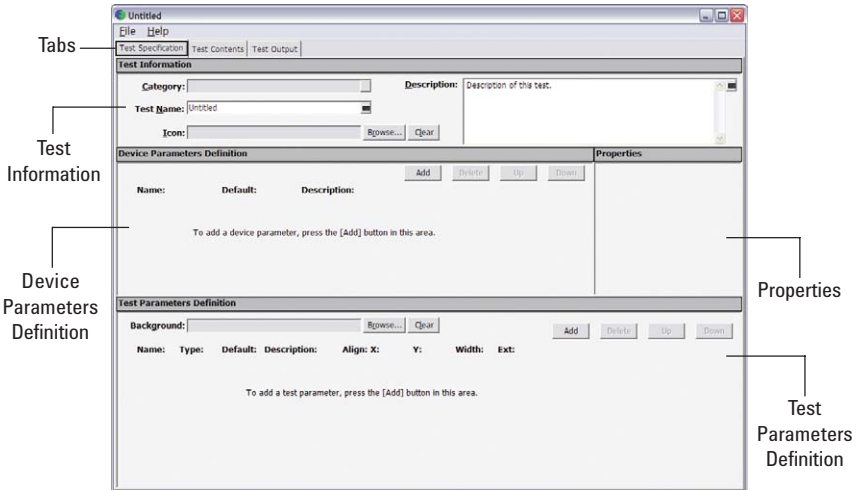 Untitled
File Help
Tabs
Test Specification Test Contents Test Output
Test Information
Category:
Description: Description of this test.
Test Name: Untitled
Icon: Browse... Clear
Test Information
Device Parameters Definition
Properties
Add Delete Up Down
Name: Default: Description:
To add a device parameter, press the [Add] button in this area.
Device Parameters Definition
Properties
Test Parameters Definition
Background: Browse... Clear
Add Delete Up Down
Name: Type: Default: Description: Align: X: Y: Width: Ext:
To add a test parameter, press the [Add] button in this area.
Test Parameters Definition